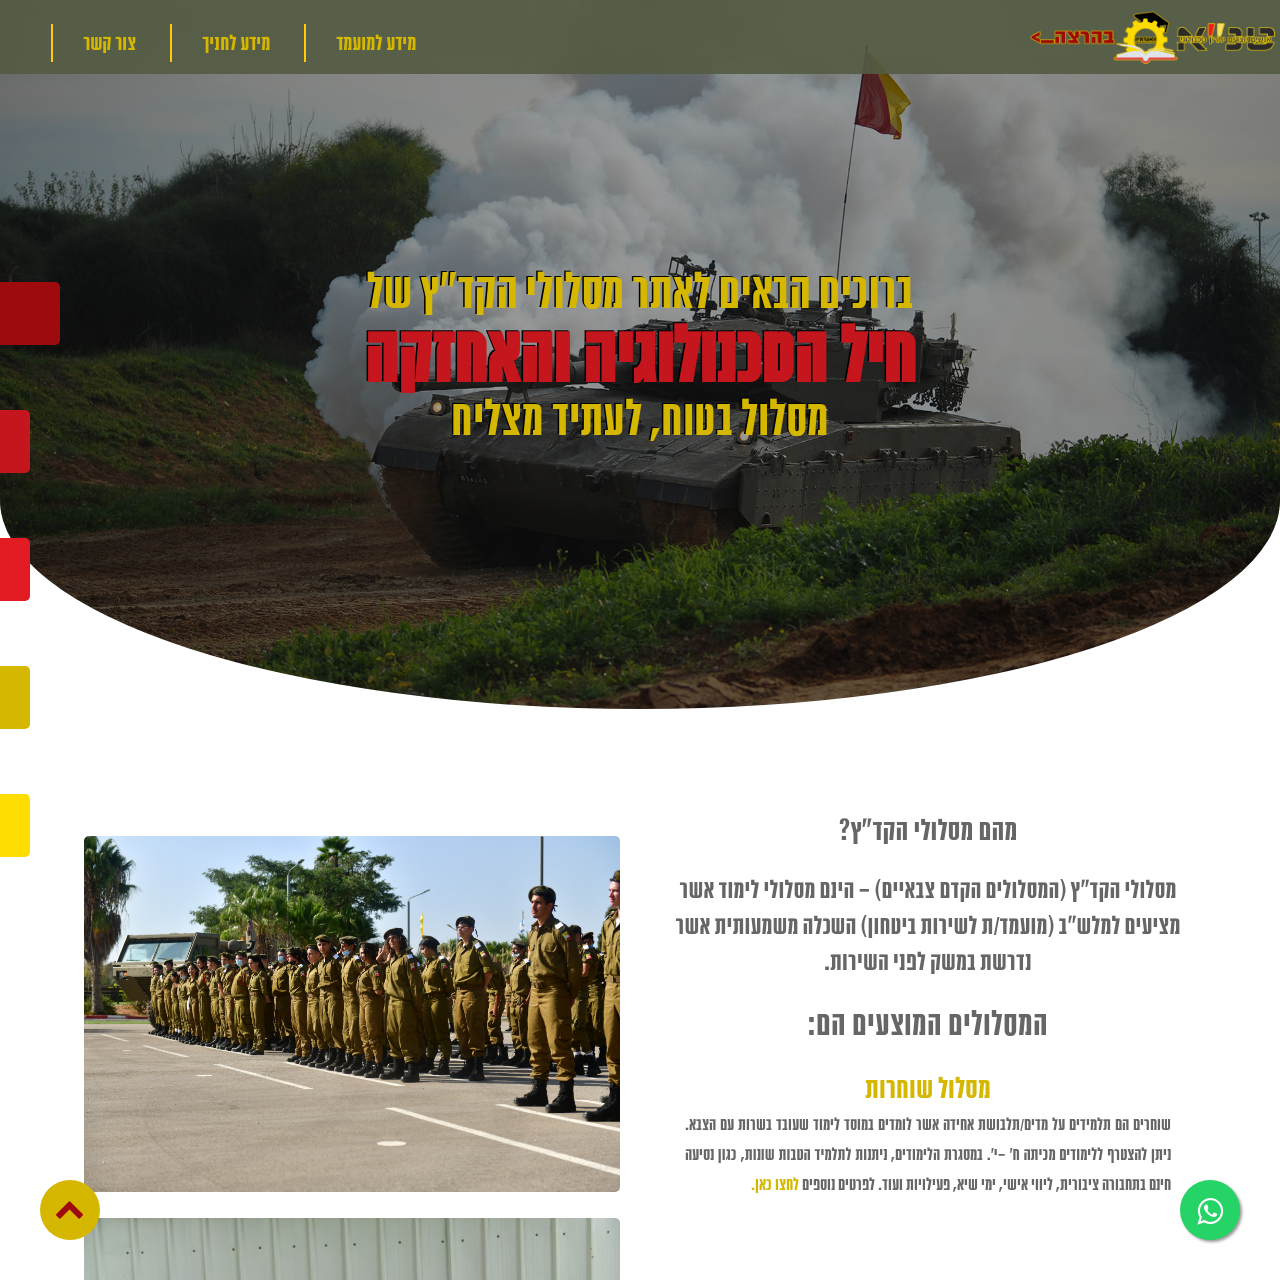 בהרצה_>
מידע למועמד
מידע לחניך
צור קשר
ברוכים הבאים לאתר מסלולי הקד"ץ של
חיל הטכנולוגיה והאחזקה
מסלול בטוח, לעתיד מצליח
מהם מסלולי הקד"ץ?
מסלולי הקד"ץ (המסלולים הקדם צבאיים) – הינם מסלולי לימוד אשר
מציעים למלש"ב (מועמד/ת לשירות ביטחון) השכלה משמעותית אשר
נדרשת במשק לפני השירות.
המסלולים המוצעים הם:
מסלול שוחרות
שוחרים הם תלמידים על מדים/תלבושת אחידה אשר לומדים במוסד לימוד שעובד בשרות עם הצבא.
ניתן להצטרף ללימודים מכיתה ח' –י'. במסגרת הלימודים, ניתנות לתלמיד הטבות שונות, כגון נסיעה
חינם בתחבורה ציבורית, ליווי אישי, ימי שיא, פעילויות ועוד. לפרטים נוספים לחצו כאן.